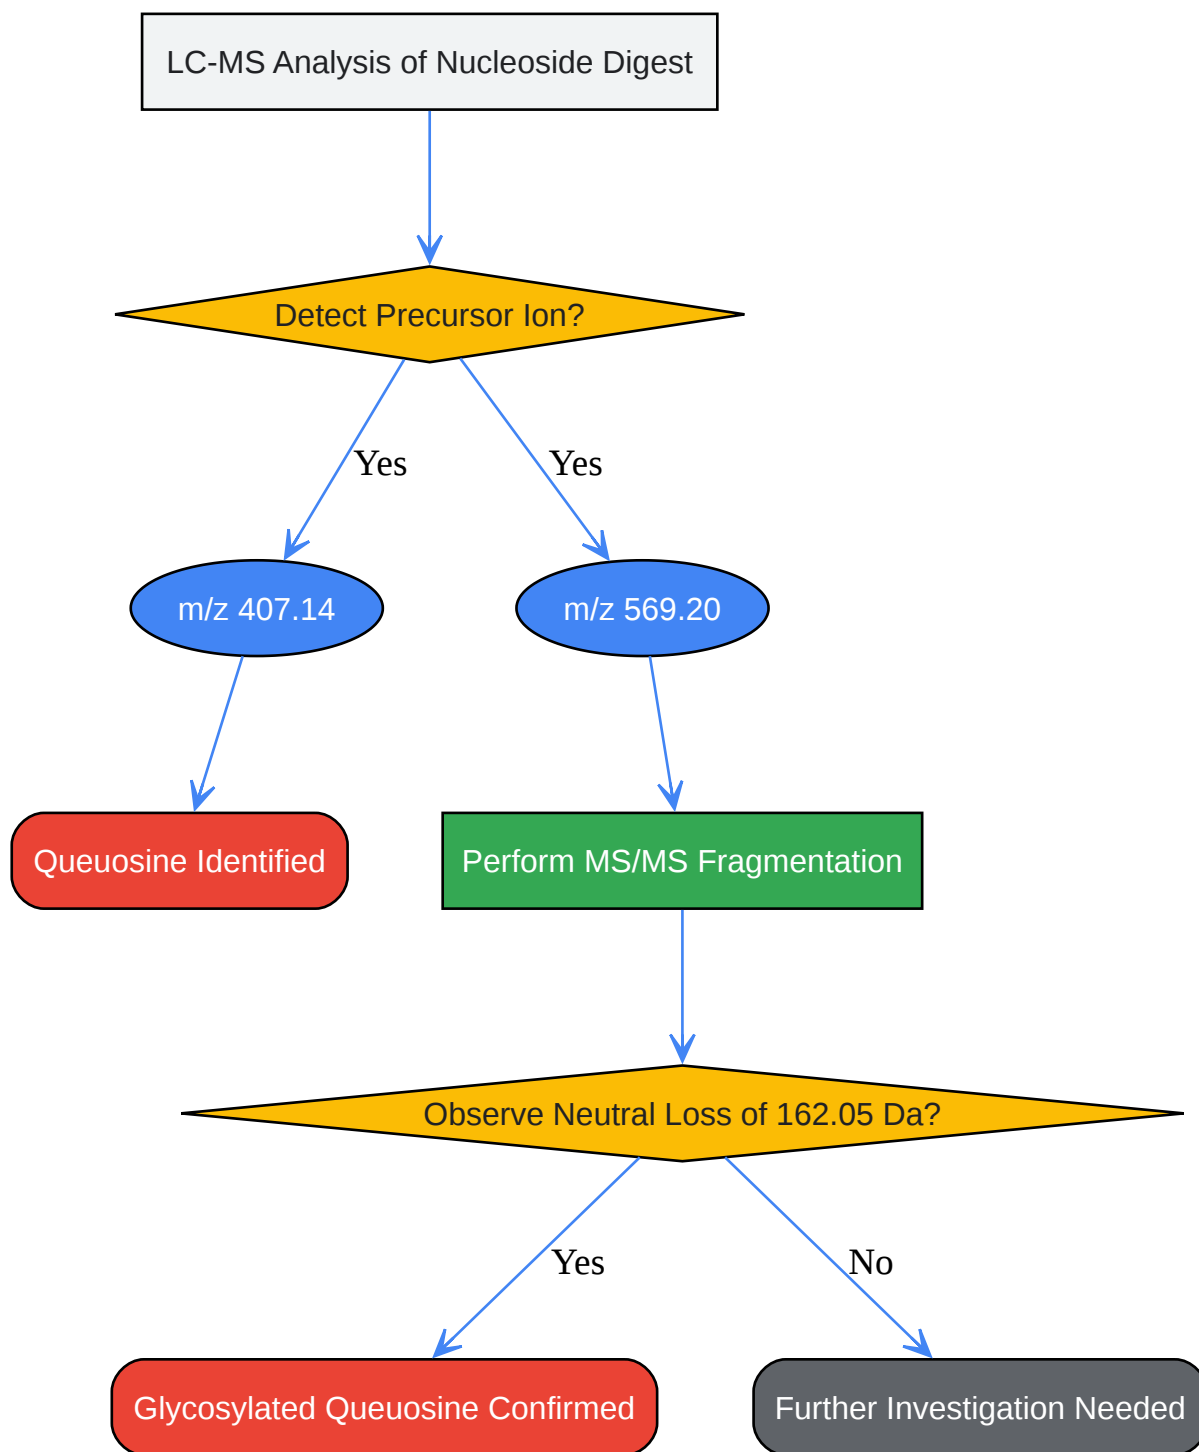 LC-MS Analysis of Nucleoside Digest
Detect Precursor Ion?
Yes
Yes
m/z 407.14
m/z 569.20
Queuosine Identified
Perform MS/MS Fragmentation
Observe Neutral Loss of 162.05 Da?
Yes
No
Glycosylated Queuosine Confirmed
Further Investigation Needed